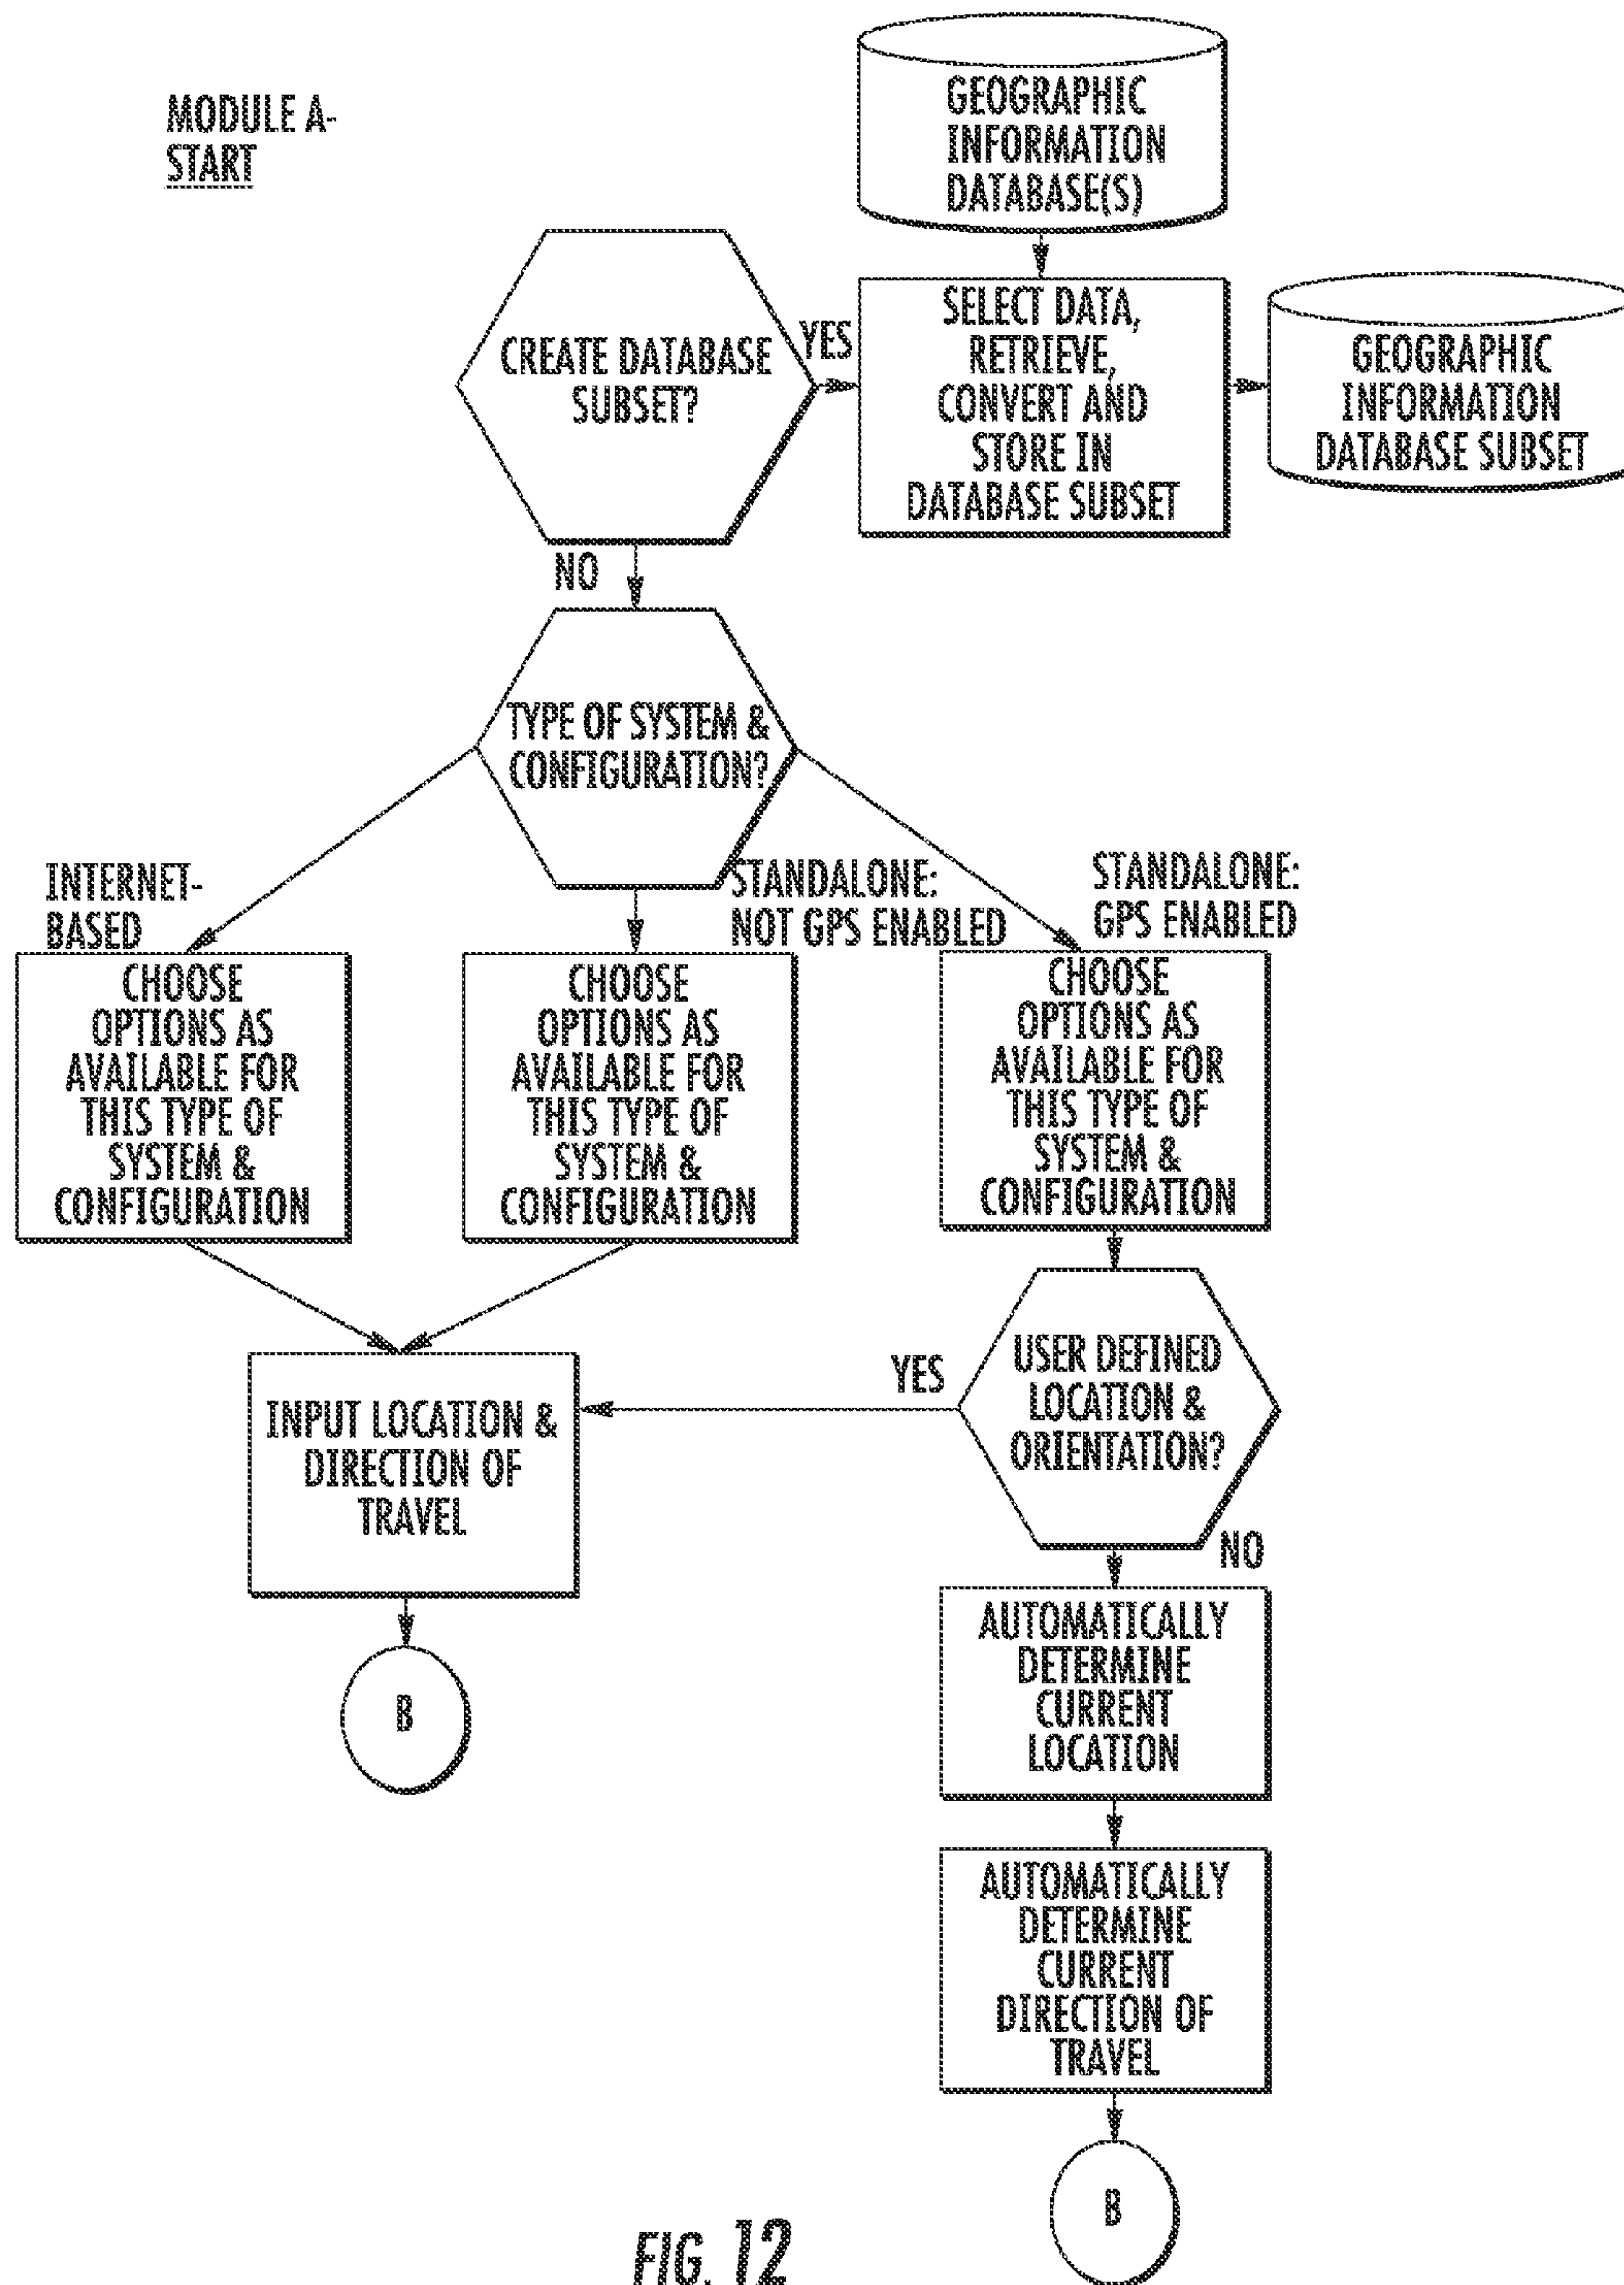 MODULE A-
START
GEOGRAPHIC
INFORMATION
DATABASE(S)
CREATE DATABASE
SUBSET?
YES
SELECT DATA,
RETRIEVE,
CONVERT AND
STORE IN
DATABASE SUBSET
GEOGRAPHIC
INFORMATION
DATABASE SUBSET
NO
TYPE OF SYSTEM &
CONFIGURATION?
INTERNET-
BASED
STANDALONE:
NOT GPS ENABLED
STANDALONE:
GPS ENABLED
CHOOSE
OPTIONS AS
AVAILABLE FOR
THIS TYPE OF
SYSTEM &
CONFIGURATION
CHOOSE
OPTIONS AS
AVAILABLE FOR
THIS TYPE OF
SYSTEM &
CONFIGURATION
CHOOSE
OPTIONS AS
AVAILABLE FOR
THIS TYPE OF
SYSTEM &
CONFIGURATION
INPUT LOCATION &
DIRECTION OF
TRAVEL
YES
USER DEFINED
LOCATION &
ORIENTATION?
NO
B
AUTOMATICALLY
DETERMINE
CURRENT
LOCATION
AUTOMATICALLY
DETERMINE
CURRENT
DIRECTION OF
TRAVEL
B
FIG. 12